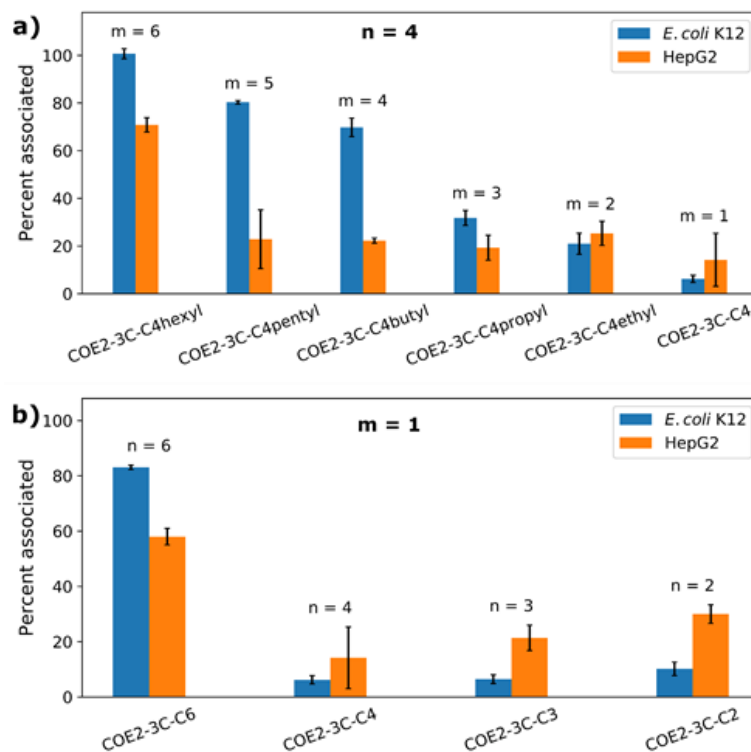 a)
n = 4
E. coli K12
HepG2
m = 6
m = 5
m = 4
m = 3
m = 2
m = 1
Percent associated
100
80
60
40
20
0
COE2-3C-C4hexyl
COE2-3C-C4pentyl
COE2-3C-C4butyl
COE2-3C-C4propyl
COE2-3C-C4ethyl
COE2-3C-C4
b)
m = 1
E. coli K12
HepG2
n = 6
n = 4
n = 3
n = 2
Percent associated
100
80
60
40
20
0
COE2-3C-C6
COE2-3C-C4
COE2-3C-C3
COE2-3C-C2